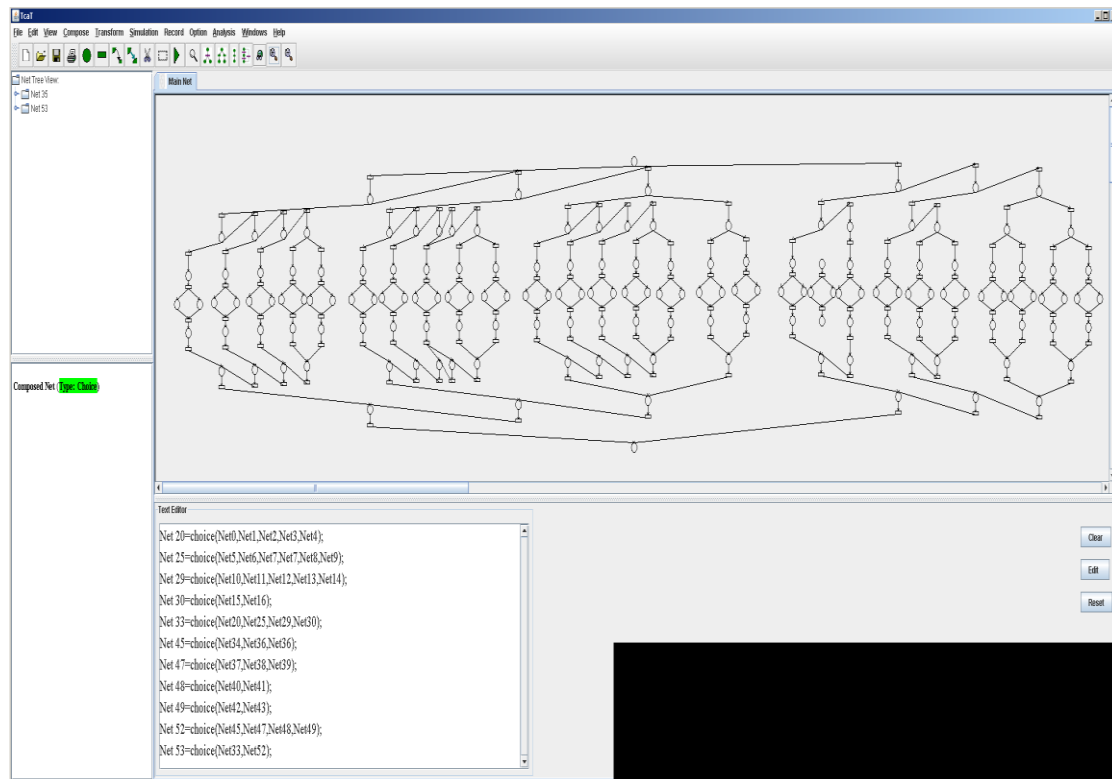 TcaT
File Edit View Compose Transform Simulation Record Option Analysis Windows Help
Net Tree View:
Net 35
Net 53
Main Net
Composed Net (Type: Choice)
Text Editor
Net 20=choice(Net0,Net1,Net2,Net3,Net4);
Net 25=choice(Net5,Net6,Net7,Net7,Net8,Net9);
Net 29=choice(Net10,Net11,Net12,Net13,Net14);
Net 30=choice(Net15,Net16);
Net 33=choice(Net20,Net25,Net29,Net30);
Net 45=choice(Net34,Net36,Net36);
Net 47=choice(Net37,Net38,Net39);
Net 48=choice(Net40,Net41);
Net 49=choice(Net42,Net43);
Net 52=choice(Net45,Net47,Net48,Net49);
Net 53=choice(Net33,Net52);
Clear
Edit
Reset